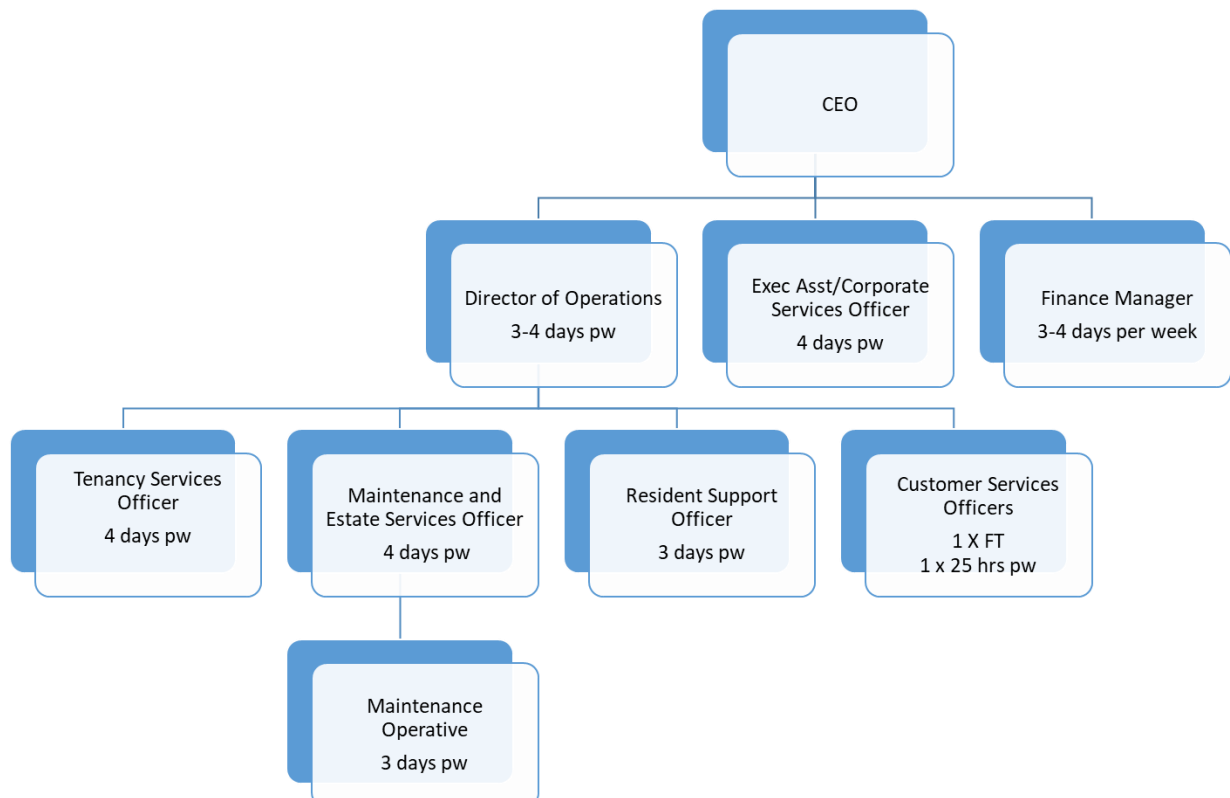 CEO
Director of Operations
3-4 days pw
Exec Asst/Corporate
Services Officer
4 days pw
Finance Manager
3-4 days per week
Tenancy Services
Officer
4 days pw
Maintenance and
Estate Services Officer
4 days pw
Resident Support
Officer
3 days pw
Customer Services
Officers
1 X FT
1 x 25 hrs pw
Maintenance
Operative
3 days pw